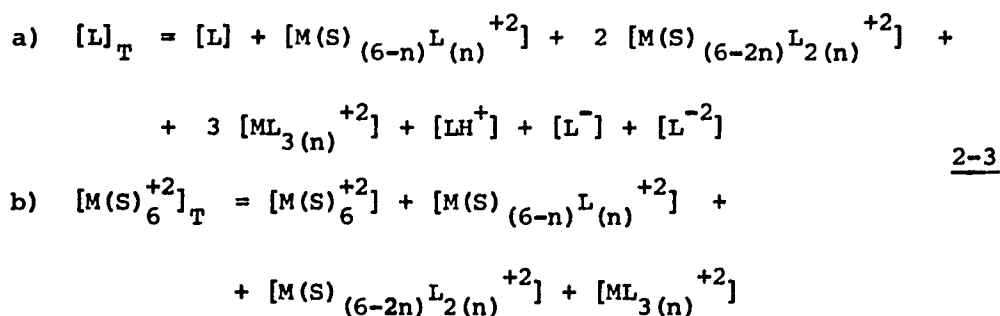 a) [L]_T = [L] + [M(S)_(6-n)L_(n)^+2] + 2 [M(S)_(6-2n)L_2(n)^+2] +
+ 3 [ML_3(n)^+2] + [LH^+] + [L^-] + [L^-2]
2-3
b) [M(S)_6^+2]_T = [M(S)_6^+2] + [M(S)_(6-n)L_(n)^+2] +
+ [M(S)_(6-2n)L_2(n)^+2] + [ML_3(n)^+2]